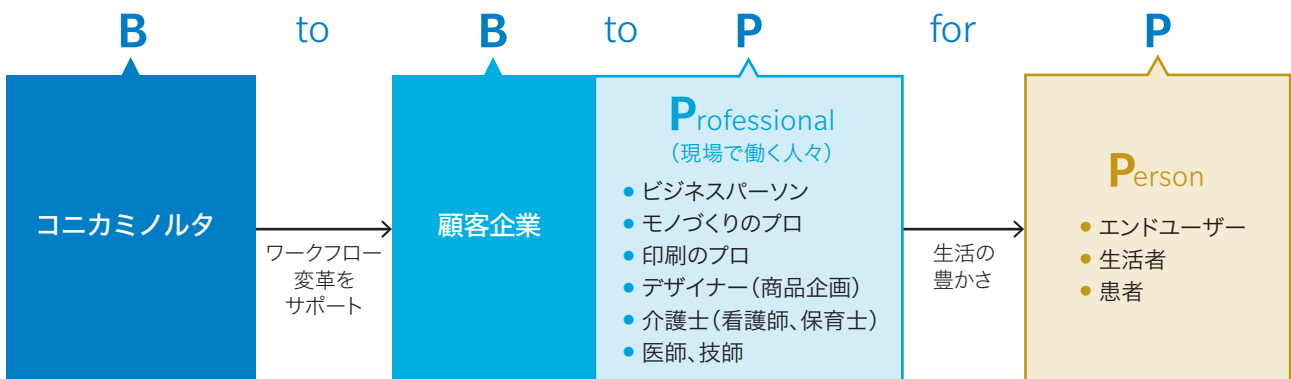 B to B to P for P
コニカミノルタ
ワークフロー
変革を
サポート
顧客企業
Professional
（現場で働く人々）
• ビジネスパーソン
• モノづくりのプロ
• 印刷のプロ
• デザイナー（商品企画）
• 介護士（看護師、保育士）
• 医師、技師
生活の
豊かさ
Person
• エンドユーザー
• 生活者
• 患者